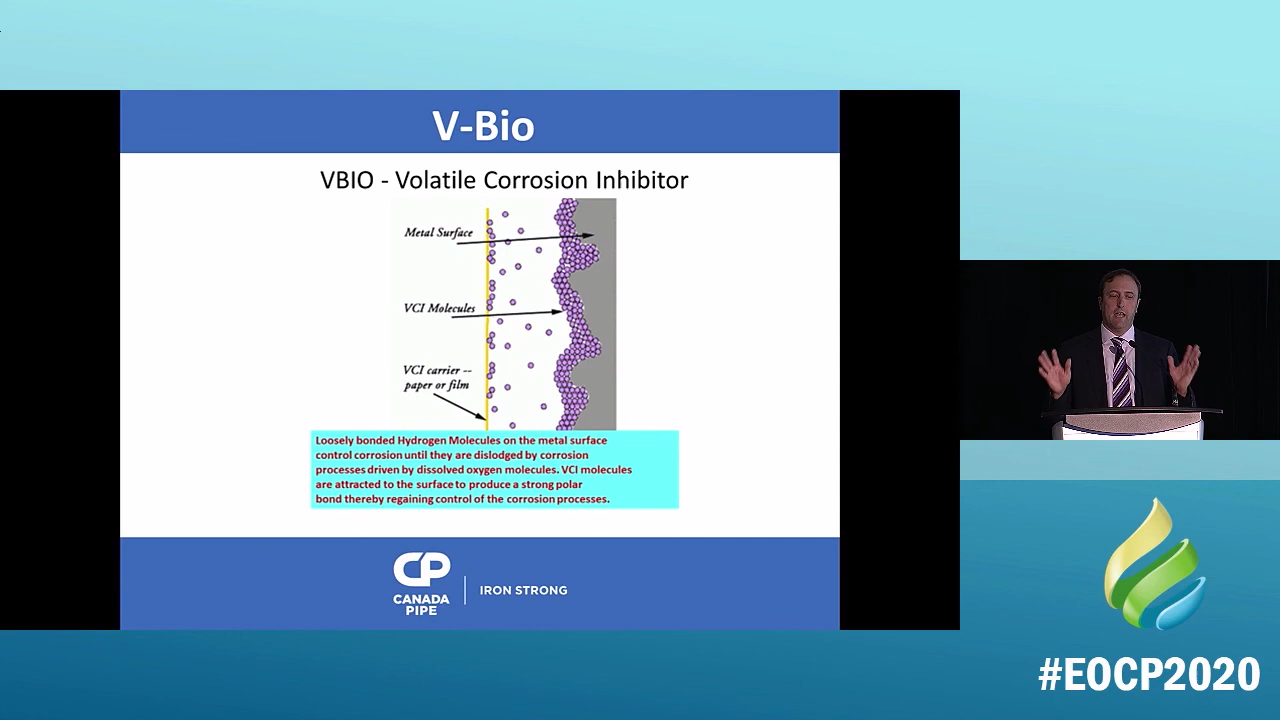 V-Bio
VBIO - Volatile Corrosion Inhibitor
Metal Surface
VCI Molecules
VCI carrier --
paper or film
Loosely bonded Hydrogen Molecules on the metal surface
control corrosion until they are dislodged by corrosion
processes driven by dissolved oxygen molecules. VCI molecules
are attracted to the surface to produce a strong polar
bond thereby regaining control of the corrosion processes.
CP
CANADA
PIPE
IRON STRONG
#EOCP2020